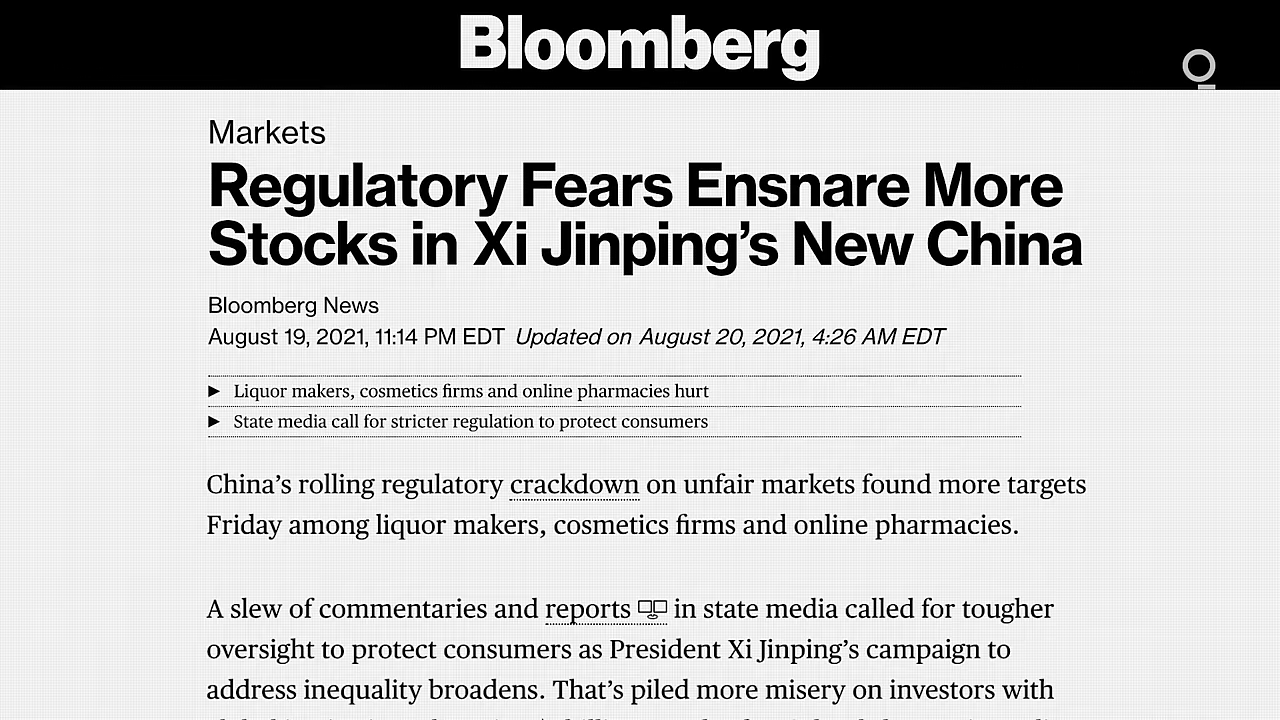 Bloomberg
Markets
Regulatory Fears Ensnare More
Stocks in Xi Jinping’s New China
Bloomberg News
August 19, 2021, 11:14 PM EDT Updated on August 20, 2021, 4:26 AM EDT
Liquor makers, cosmetics firms and online pharmacies hurt
State media call for stricter regulation to protect consumers
China’s rolling regulatory crackdown on unfair markets found more targets
Friday among liquor makers, cosmetics firms and online pharmacies.
A slew of commentaries and reports in state media called for tougher
oversight to protect consumers as President Xi Jinping’s campaign to
address inequality broadens. That’s piled more misery on investors with